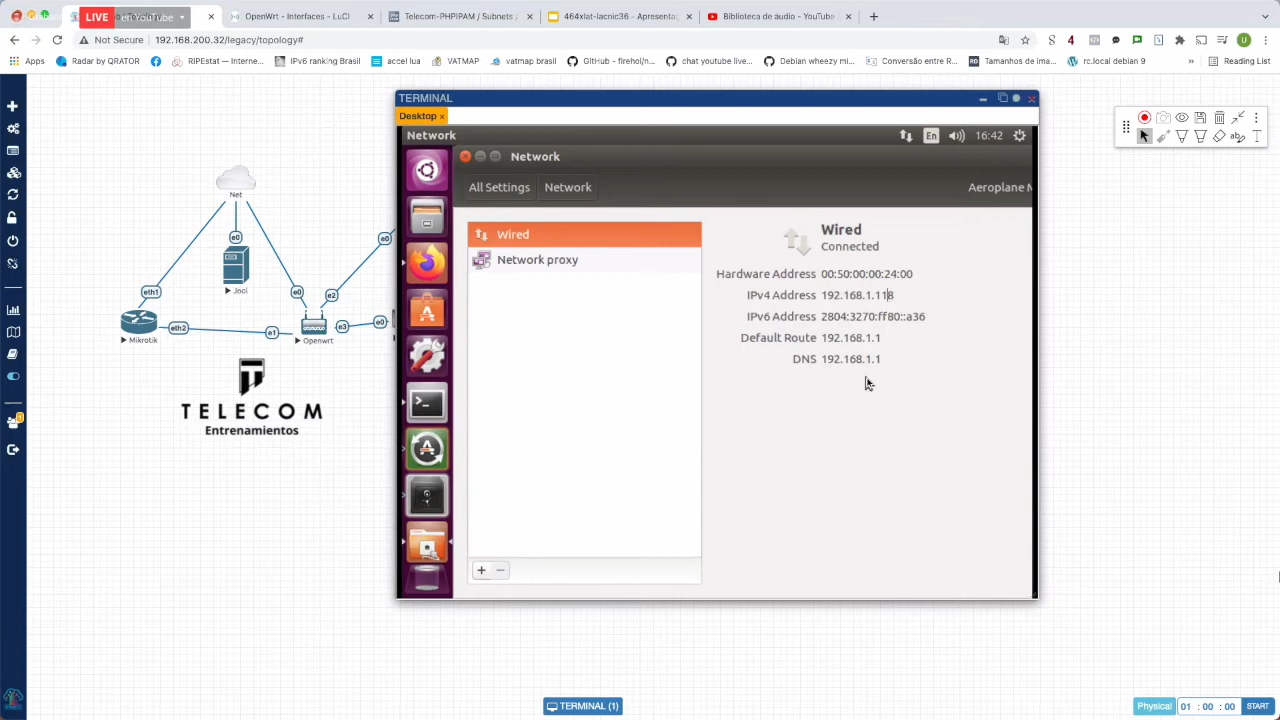 LIVE
en YouTube
OpenWrt - Interfaces - LuCI
Telecom-PHPIPAM / Subnets
464xlat-lacnic36 - Apresenta
Biblioteca de audio - YouTube
Not Secure
192.168.200.32/legacy/topology#
Apps
Radar by QRATOR
RIPEstat — Interne...
IPv6 ranking Brasil
accel lua
VATMAP
vatmap brasil
GitHub - firehol/n...
chat youtube live...
Debian wheezy mi...
Conversión entre R...
Tamanhos de ima...
rc.local debian 9
»
Reading List
TERMINAL
Desktop
Network
En
16:42
Network
All Settings
Network
Aeroplane M
Wired
Network proxy
Wired
Connected
Hardware Address 00:50:00:00:24:00
IPv4 Address 192.168.1.118
IPv6 Address 2804:3270:ff80::a36
Default Route 192.168.1.1
DNS 192.168.1.1
Net
e0
e0
Jool
eth1
e0
e2
Mikrotik
eth2
e1
Openwrt
e3
e0
TELECOM
Entrenamientos
TERMINAL (1)
Physical
01 : 00 : 00
START